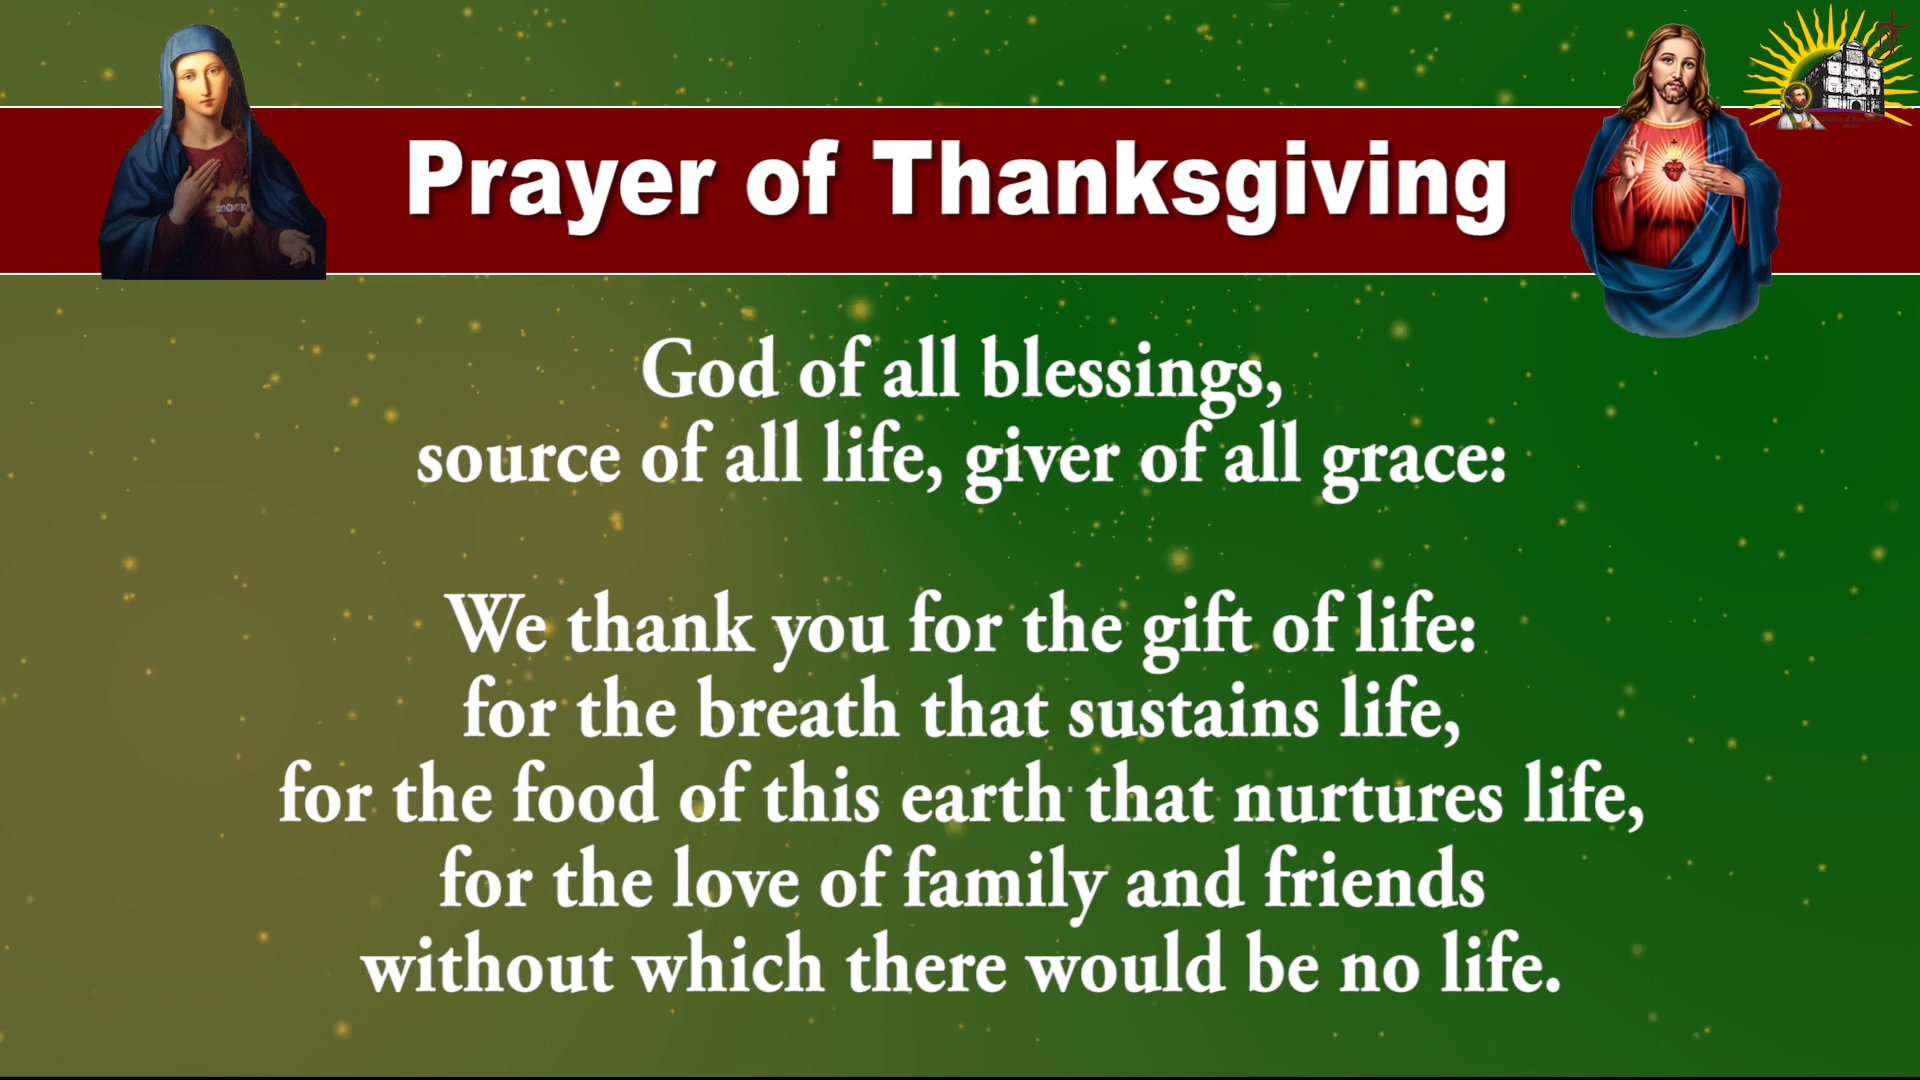 Prayer of Thanksgiving
God of all blessings,
source of all life, giver of all grace:
We thank you for the gift of life:
for the breath that sustains life,
for the food of this earth that nurtures life,
for the love of family and friends
without which there would be no life.